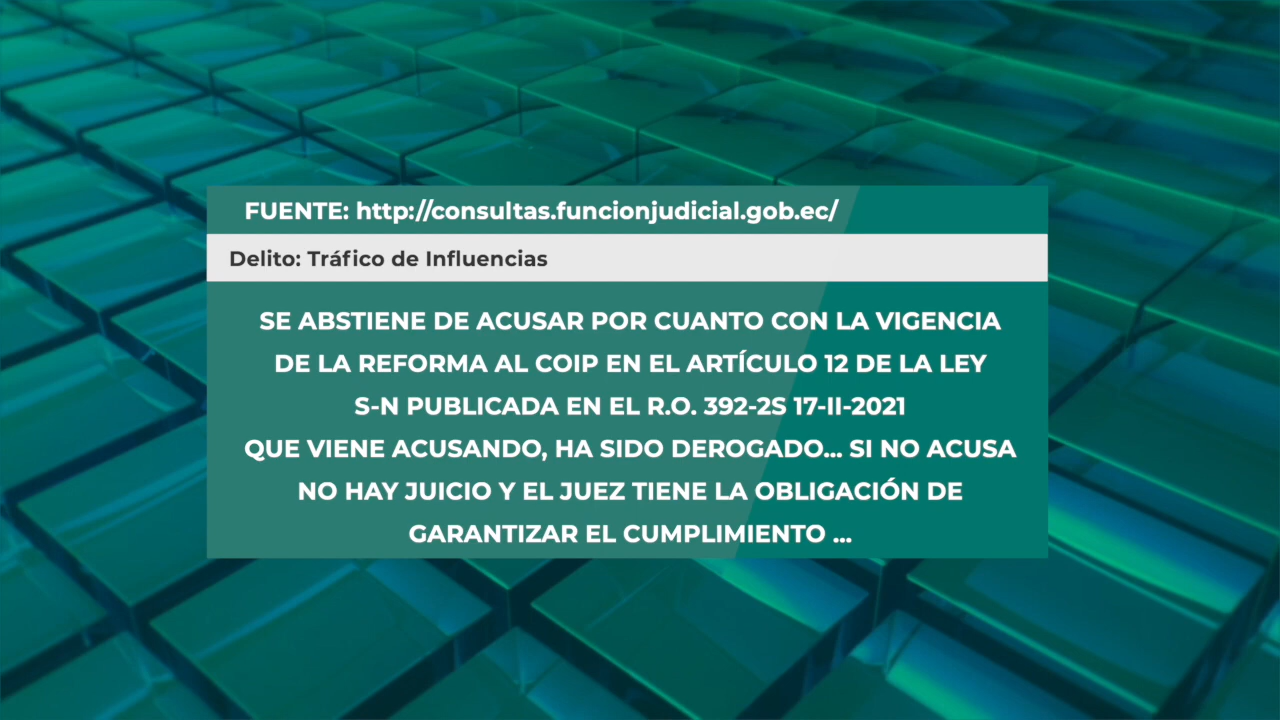 FUENTE: http://consultas.funcionjudicial.gob.ec/
Delito: Tráfico de Influencias
SE ABSTIENE DE ACUSAR POR CUANTO CON LA VIGENCIA
DE LA REFORMA AL COIP EN EL ARTÍCULO 12 DE LA LEY
S-N PUBLICADA EN EL R.O. 392-2S 17-II-2021
QUE VIENE ACUSANDO, HA SIDO DEROGADO... SI NO ACUSA
NO HAY JUICIO Y EL JUEZ TIENE LA OBLIGACIÓN DE
GARANTIZAR EL CUMPLIMIENTO ...